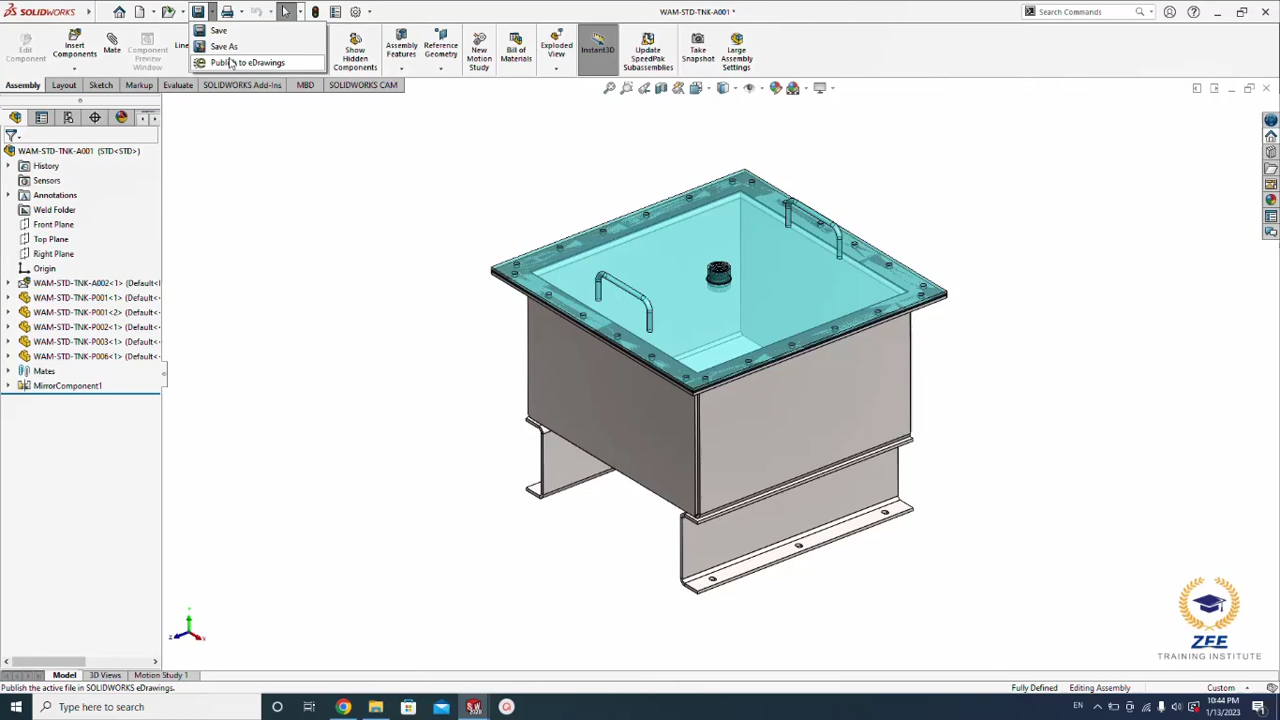 SOLIDWORKS
WAM-STD-TNK-A001 *
Search Commands
Save
Save As
Publish to eDrawings
Edit
Component
Insert
Components
Mate
Component
Preview
Window
Show
Hidden
Components
Assembly
Features
Reference
Geometry
New
Motion
Study
Bill of
Materials
Exploded
View
Instant3D
Update
SpeedPak
Subassemblies
Take
Snapshot
Large
Assembly
Settings
Assembly Layout Sketch Markup Evaluate SOLIDWORKS Add-Ins MBD SOLIDWORKS CAM
WAM-STD-TNK-A001 (STD<STD>)
History
Sensors
Annotations
Weld Folder
Front Plane
Top Plane
Right Plane
Origin
WAM-STD-TNK-A002<1> (Default<
WAM-STD-TNK-P001<1> (Default<
WAM-STD-TNK-P001<2> (Default<
WAM-STD-TNK-P002<1> (Default<
WAM-STD-TNK-P003<1> (Default<
WAM-STD-TNK-P006<1> (Default<
Mates
MirrorComponent1
ZEE
TRAINING INSTITUTE
Model 3D Views Motion Study 1
Publish the active file in SOLIDWORKS eDrawings.
Fully Defined Editing Assembly Custom
Type here to search
EN
10:44 PM
1/13/2023